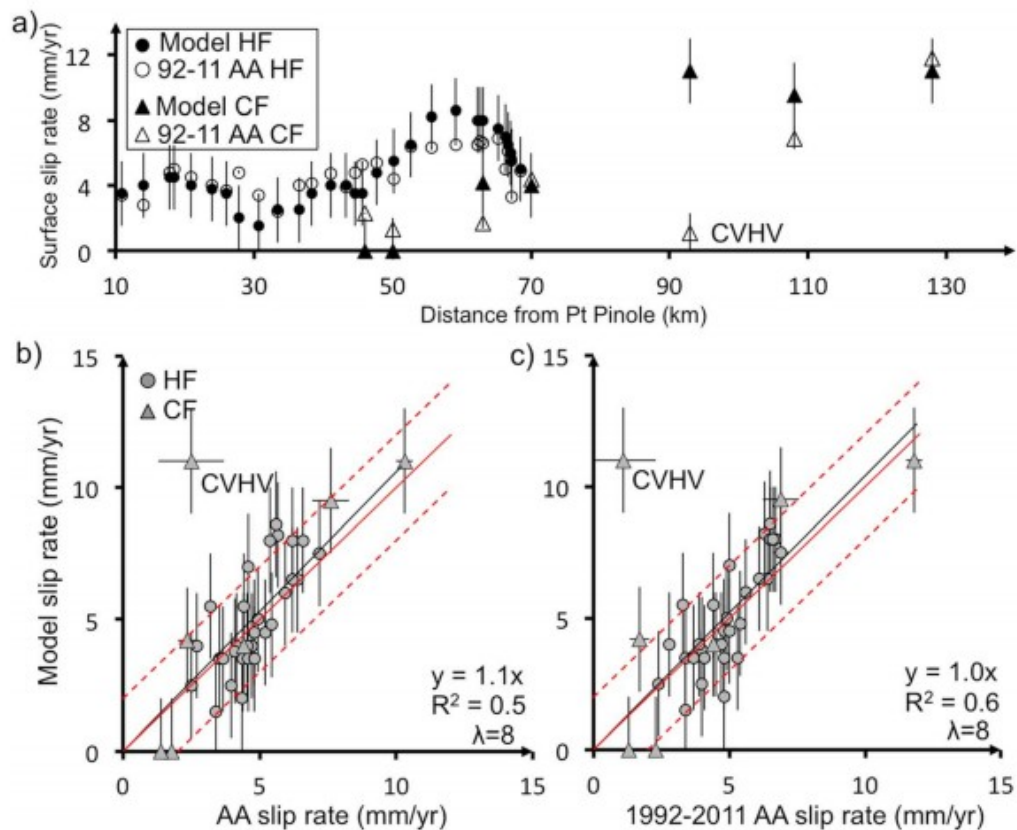 a)
Surface slip rate (mm/yr)
12
8
4
0
Model HF
92-11 AA HF
Model CF
92-11 AA CF
CVHV
10 30 50 70 90 110 130
Distance from Pt Pinole (km)
b)
Model slip rate (mm/yr)
15
10
5
0
HF
CF
CVHV
y = 1.1x
R² = 0.5
λ=8
0 5 10 15
AA slip rate (mm/yr)
c)
15
10
5
0
CVHV
y = 1.0x
R² = 0.6
λ=8
0 5 10 15
1992-2011 AA slip rate (mm/yr)